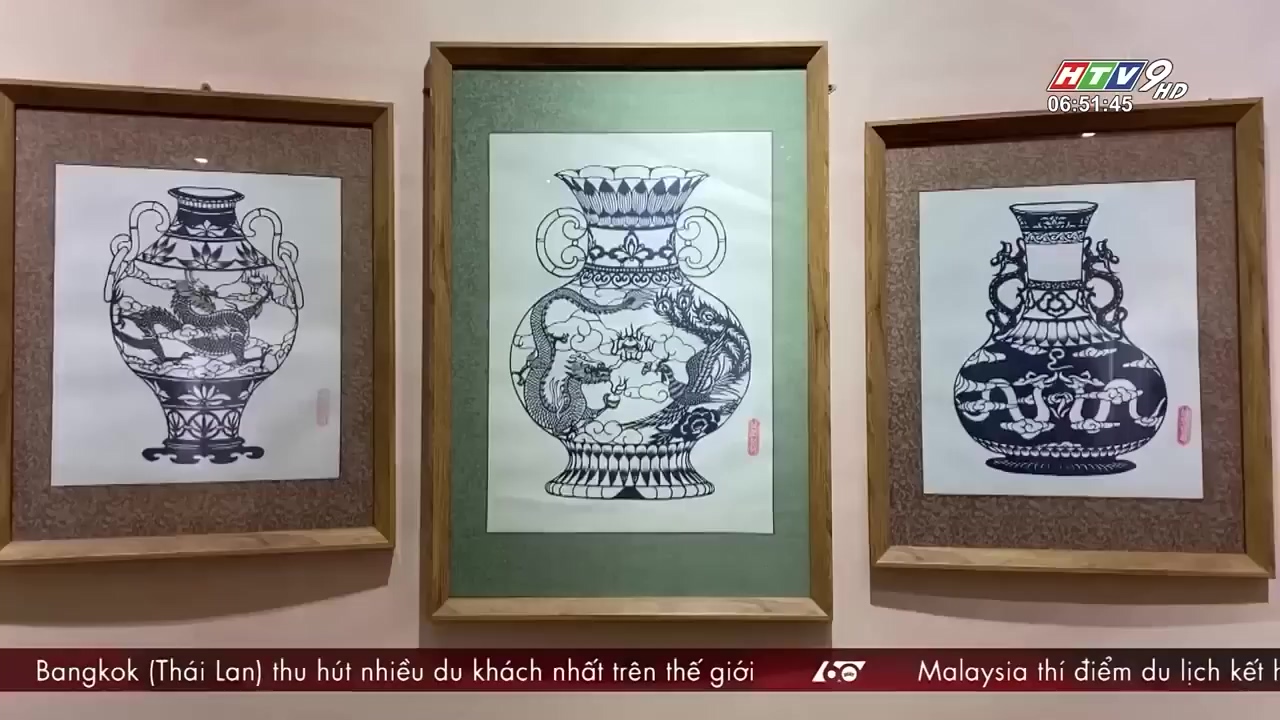 HTV9 HD
06:51:45
Bangkok (Thái Lan) thu hút nhiều du khách nhất trên thế giới
60 Malaysia thí điểm du lịch kết